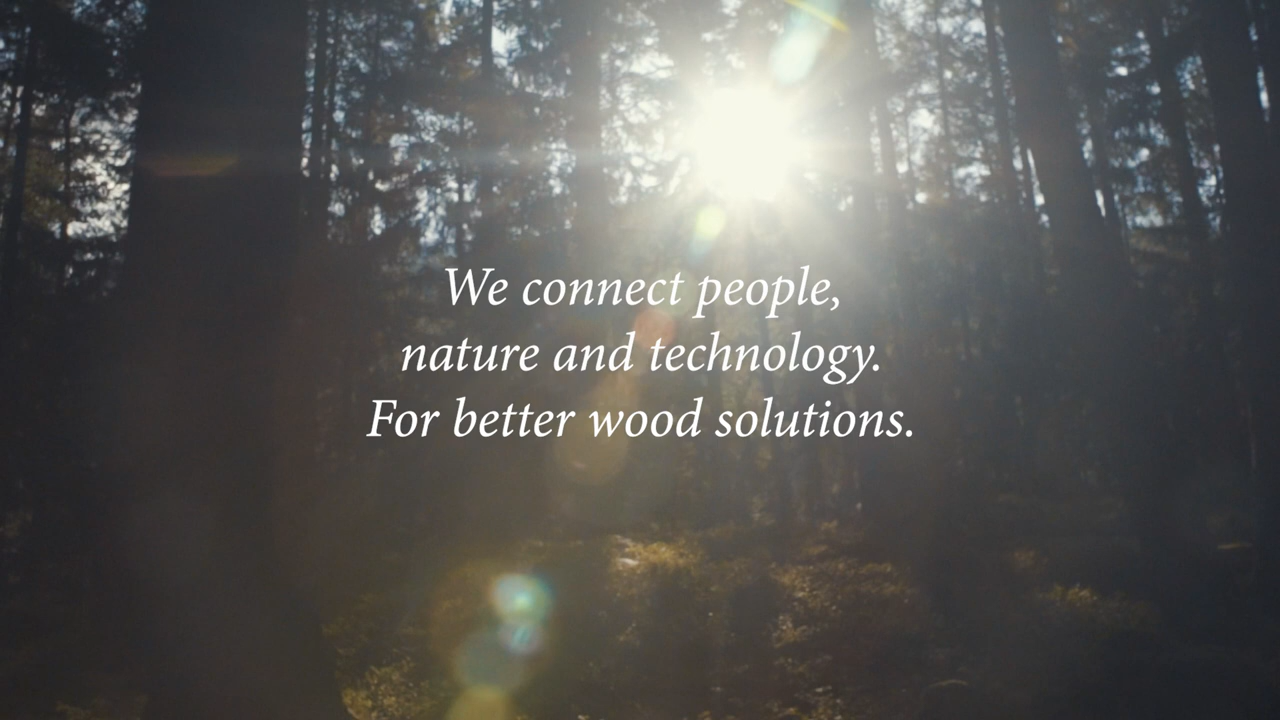 We connect people,
nature and technology.
For better wood solutions.